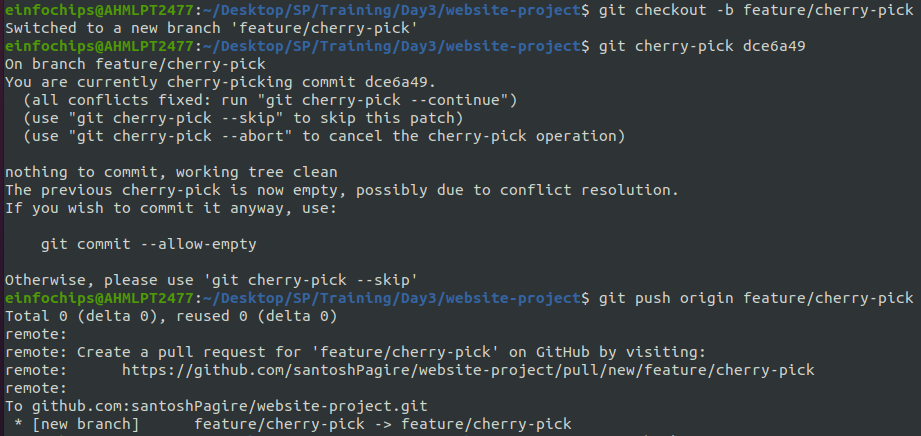 einfochips@AHMLPT2477:~/Desktop/SP/Training/Day3/website-project$ git checkout -b feature/cherry-pick
Switched to a new branch 'feature/cherry-pick'
einfochips@AHMLPT2477:~/Desktop/SP/Training/Day3/website-project$ git cherry-pick dce6a49
On branch feature/cherry-pick
You are currently cherry-picking commit dce6a49.
  (all conflicts fixed: run "git cherry-pick --continue")
  (use "git cherry-pick --skip" to skip this patch)
  (use "git cherry-pick --abort" to cancel the cherry-pick operation)

nothing to commit, working tree clean
The previous cherry-pick is now empty, possibly due to conflict resolution.
If you wish to commit it anyway, use:

    git commit --allow-empty

Otherwise, please use 'git cherry-pick --skip'
einfochips@AHMLPT2477:~/Desktop/SP/Training/Day3/website-project$ git push origin feature/cherry-pick
Total 0 (delta 0), reused 0 (delta 0)
remote:
remote: Create a pull request for 'feature/cherry-pick' on GitHub by visiting:
remote:      https://github.com/santoshPagire/website-project/pull/new/feature/cherry-pick
remote:
To github.com:santoshPagire/website-project.git
 * [new branch]      feature/cherry-pick -> feature/cherry-pick